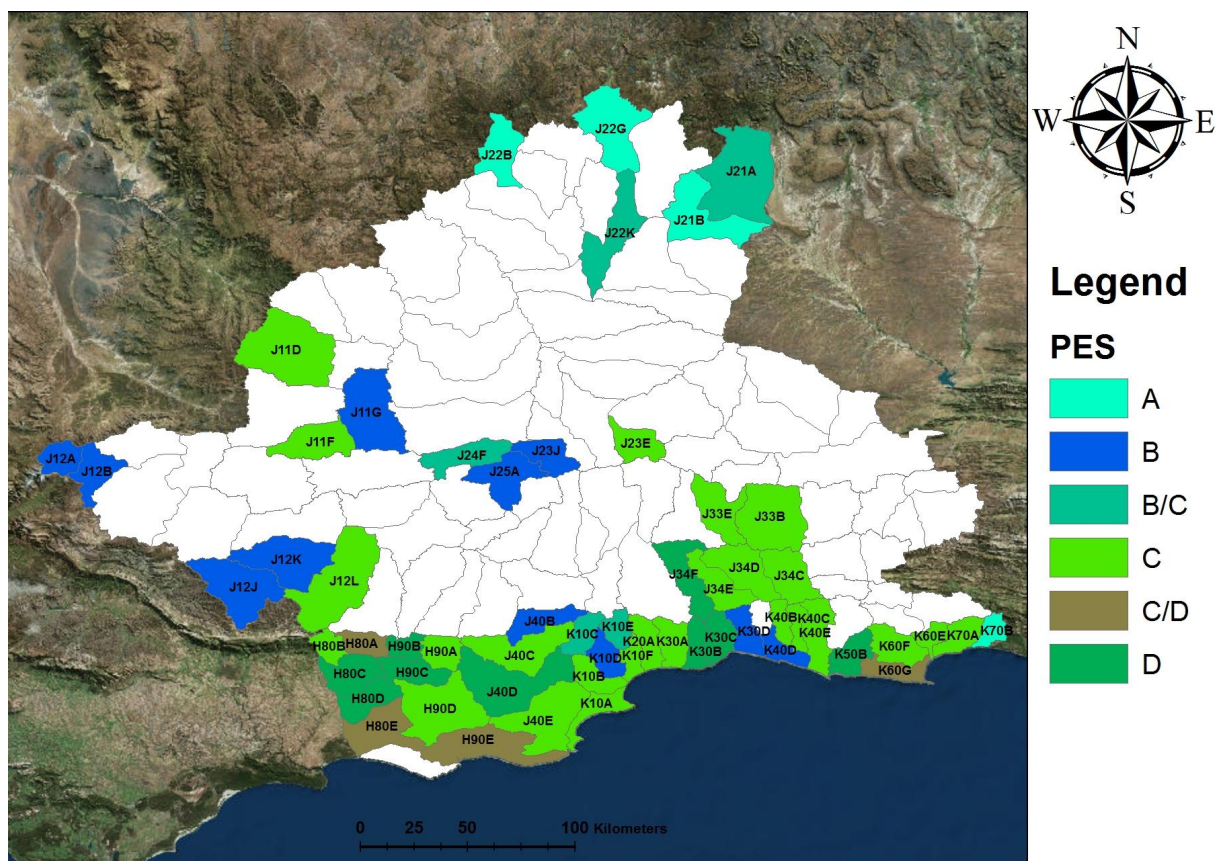 N
W
E
S
Legend
PES
A
B
B/C
C
C/D
D
J22G
J22B
J21A
J21B
J22K
J11D
J11G
J11F
J23E
J24F
J23J
J25A
J12A
J12B
J33E
J33B
J12K
J12J
J12L
J34F
J34D
J34C
J34E
J40B
K10C
K10E
K20A
K30A
K10D
K10F
K10B
K30C
K30B
K30D
K40D
K40B
K40C
K40E
K50B
K60F
K60E
K70A
K70B
K60G
H80B
H80A
H90B
H90A
J40C
H80C
H90C
H80D
J40D
K10A
H90D
J40E
H80E
H90E
0 25 50 100 Kilometers